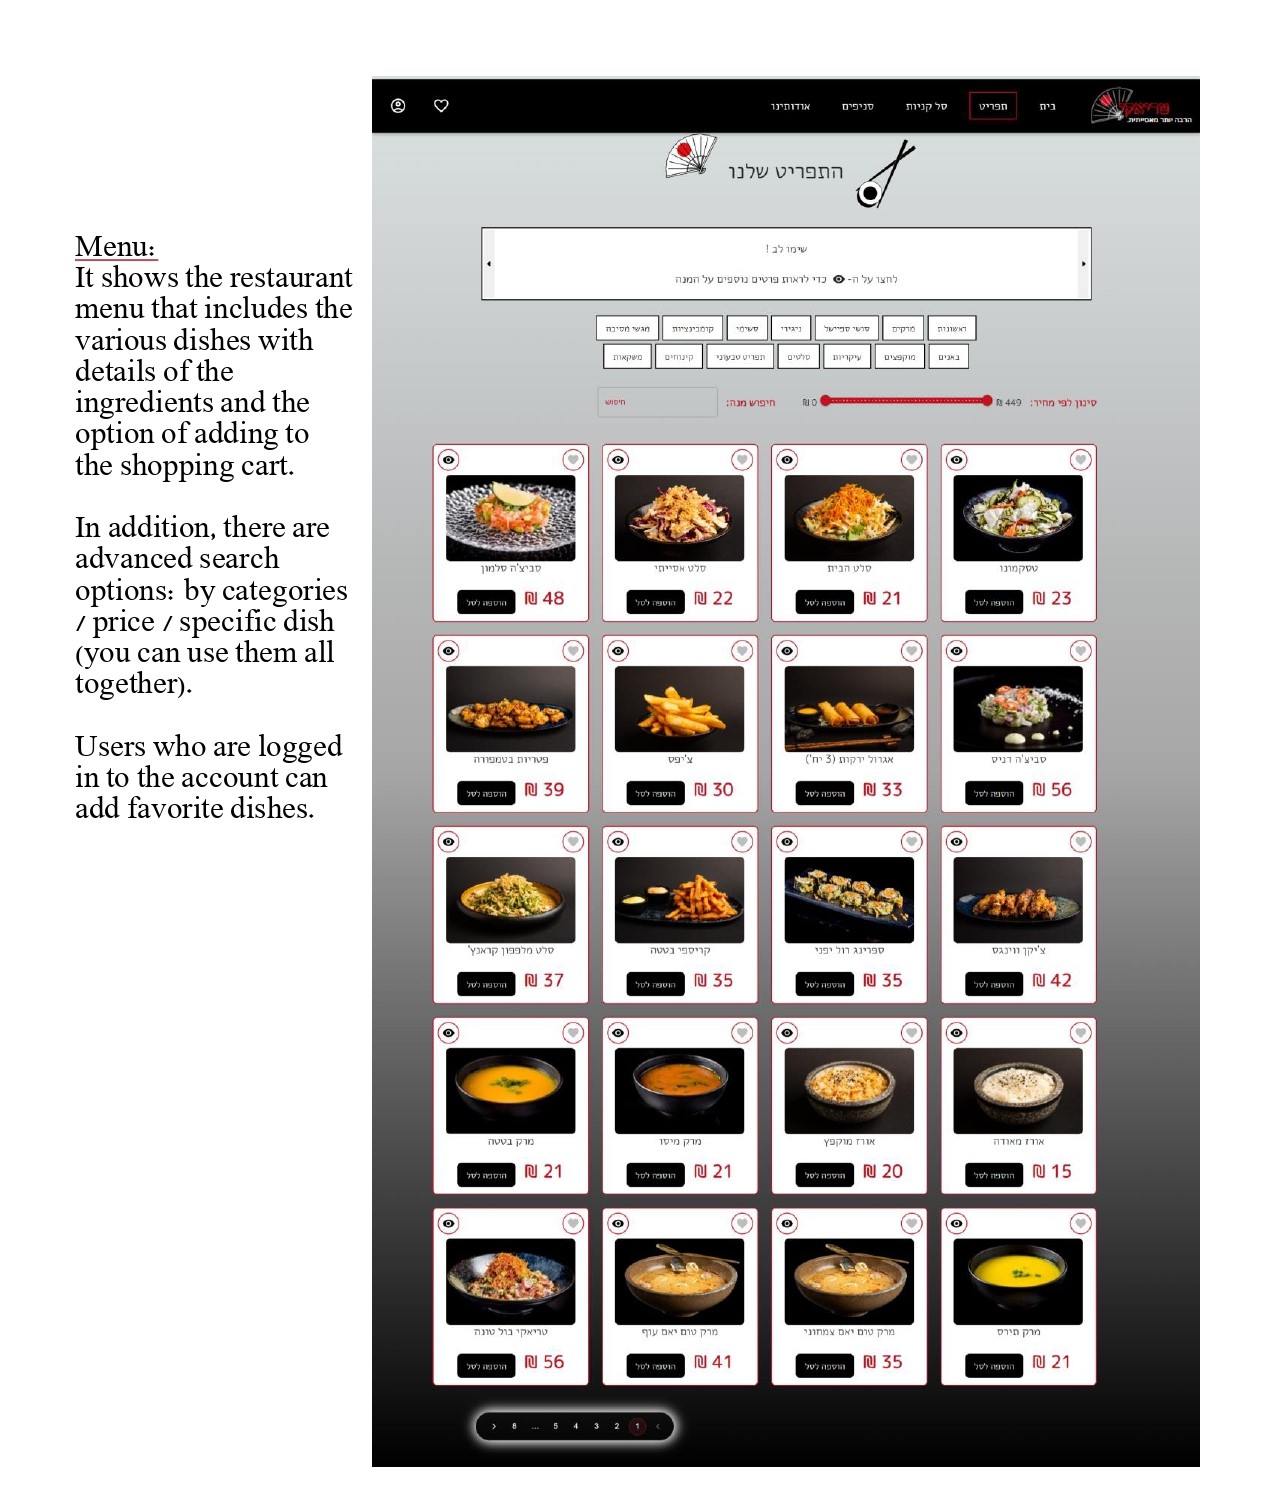 Menu:
It shows the restaurant
menu that includes the
various dishes with
details of the
ingredients and the
option of adding to
the shopping cart.
In addition, there are
advanced search
options: by categories
/ price / specific dish
(you can use them all
together).
Users who are logged
in to the account can
add favorite dishes.
טריאקי
הרבה יותר מאסייתית.
בית תפריט סל קניות סניפים אודותינו
התפריט שלנו
שימו לב !
לחצו על ה- כדי לראות פרטים נוספים על המנה
ראשונות מרקים סושי ספיישל ניגירי סשימי קומבינציות מגשי מסיבה
באנים מוקפצים עיקריות סלטים תפריט טבעוני קינוחים משקאות
סינון לפי מחיר: 449 ₪ 0 ₪ חיפוש מנה: חיפוש
טטקמונו סלט הבית סלט אסייתי סביצ'ה סלמון
23 ₪ הוספה לסל 21 ₪ הוספה לסל 22 ₪ הוספה לסל 48 ₪ הוספה לסל
סביצ'ה דניס אגרול ירקות (3 יח') צ'יפס פטריות בטמפורה
56 ₪ הוספה לסל 33 ₪ הוספה לסל 30 ₪ הוספה לסל 39 ₪ הוספה לסל
צ'יקן ווינגס ספרינג רול יפני קריספי בטטה סלט מלפפון קראנץ'
42 ₪ הוספה לסל 35 ₪ הוספה לסל 35 ₪ הוספה לסל 37 ₪ הוספה לסל
אורז מאודה אורז מוקפץ מרק מיסו מרק בטטה
15 ₪ הוספה לסל 20 ₪ הוספה לסל 21 ₪ הוספה לסל 21 ₪ הוספה לסל
מרק תירס מרק טום יאם צמחוני מרק טום יאם עוף טריאקי בול טונה
21 ₪ הוספה לסל 35 ₪ הוספה לסל 41 ₪ הוספה לסל 56 ₪ הוספה לסל
1 2 3 4 5 ... 8